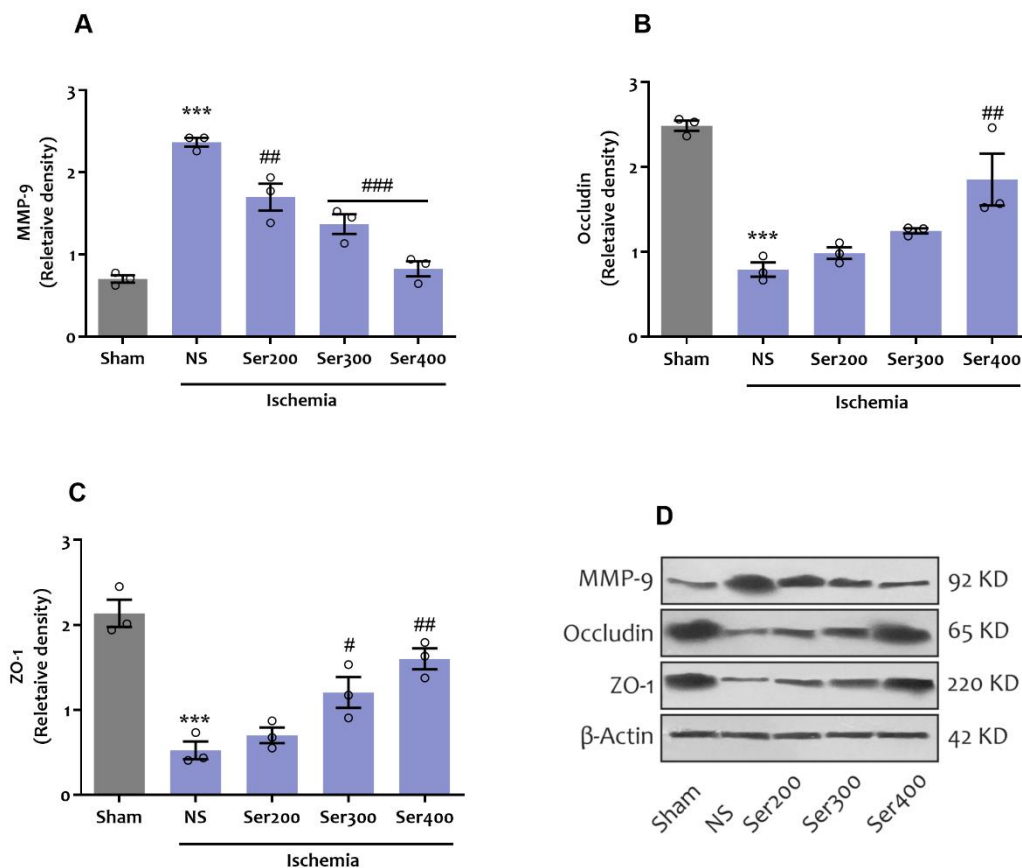 A
MMP-9
(Reletaive density)
3
2
1
0
***
##
###
Sham
NS
Ser200
Ser300
Ser400
Ischemia
B
Occludin
(Reletaive density)
3
2
1
0
***
##
Sham
NS
Ser200
Ser300
Ser400
Ischemia
C
ZO-1
(Reletaive density)
3
2
1
0
***
#
##
Sham
NS
Ser200
Ser300
Ser400
Ischemia
D
MMP-9
92 KD
Occludin
65 KD
ZO-1
220 KD
β-Actin
42 KD
Sham
NS
Ser200
Ser300
Ser400